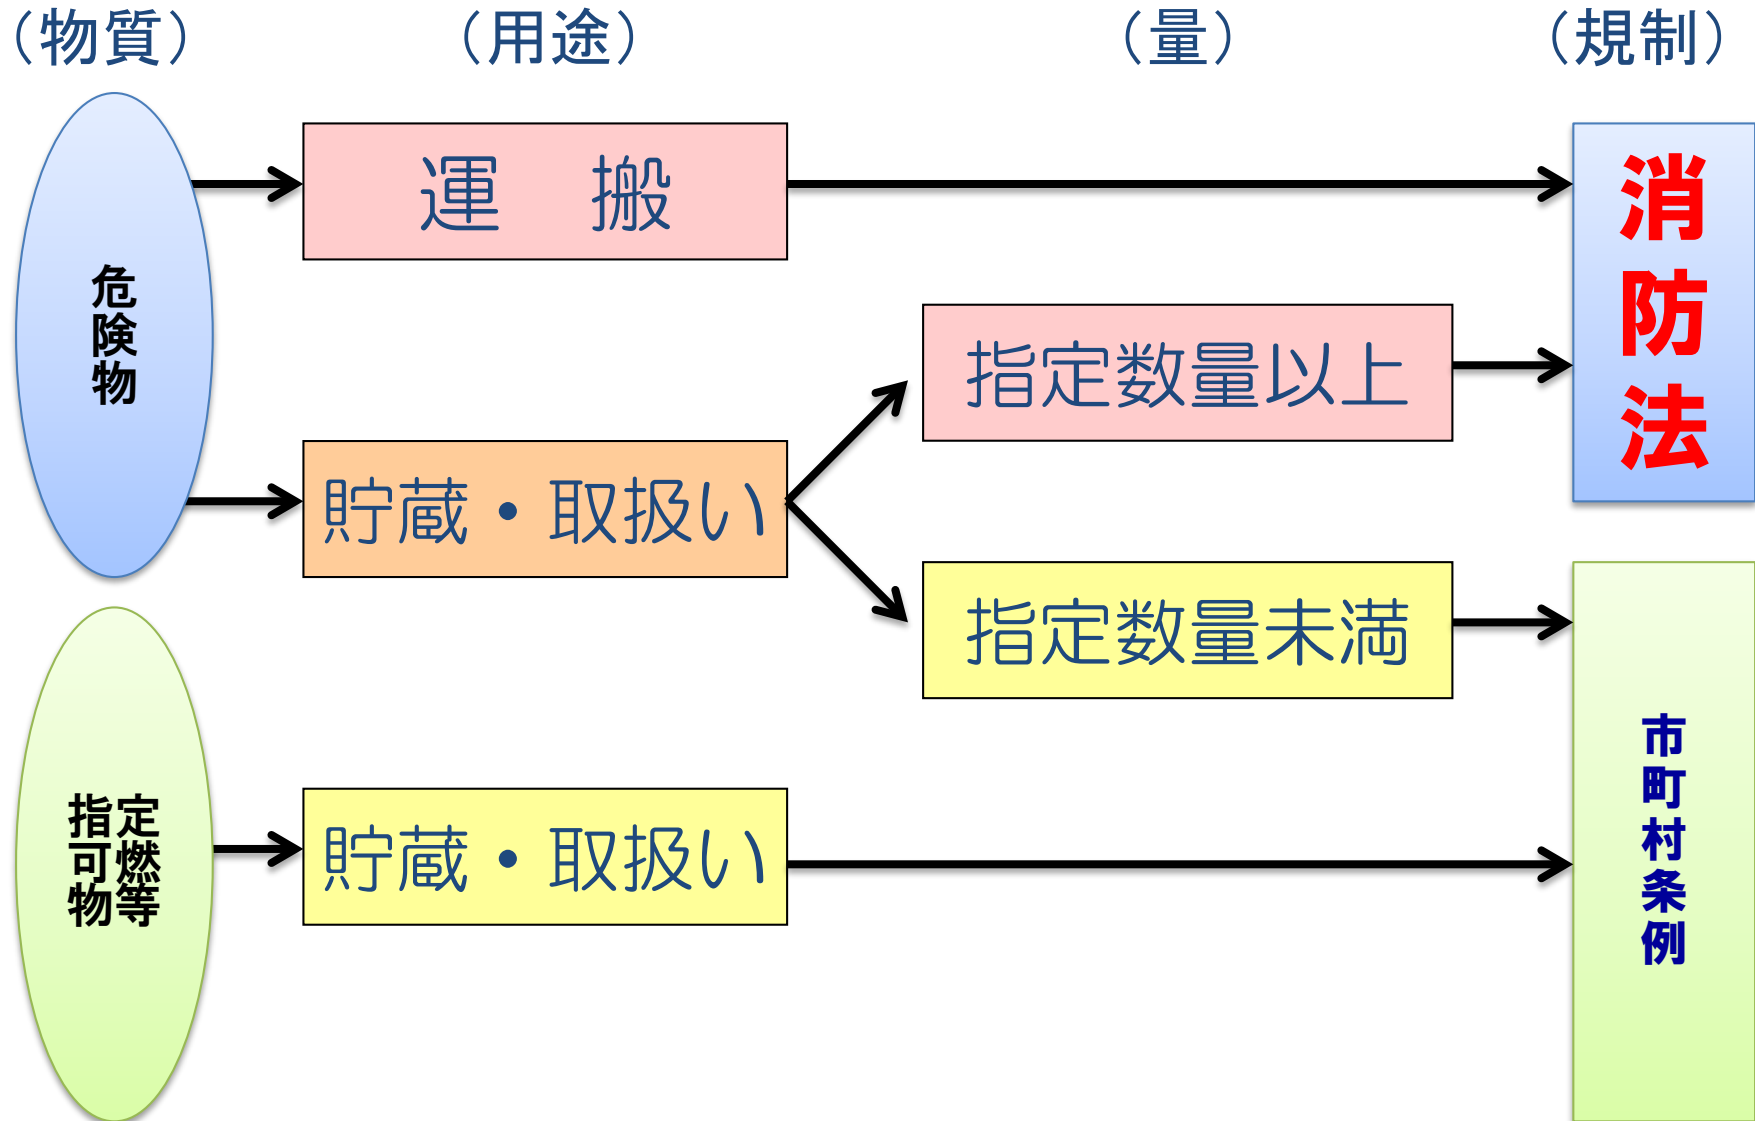 （物質）
（用途）
（量）
（規制）
危険物
運　搬
消防法
指定数量以上
貯蔵・取扱い
指定数量未満
指定
可燃
物等
貯蔵・取扱い
市町村条例